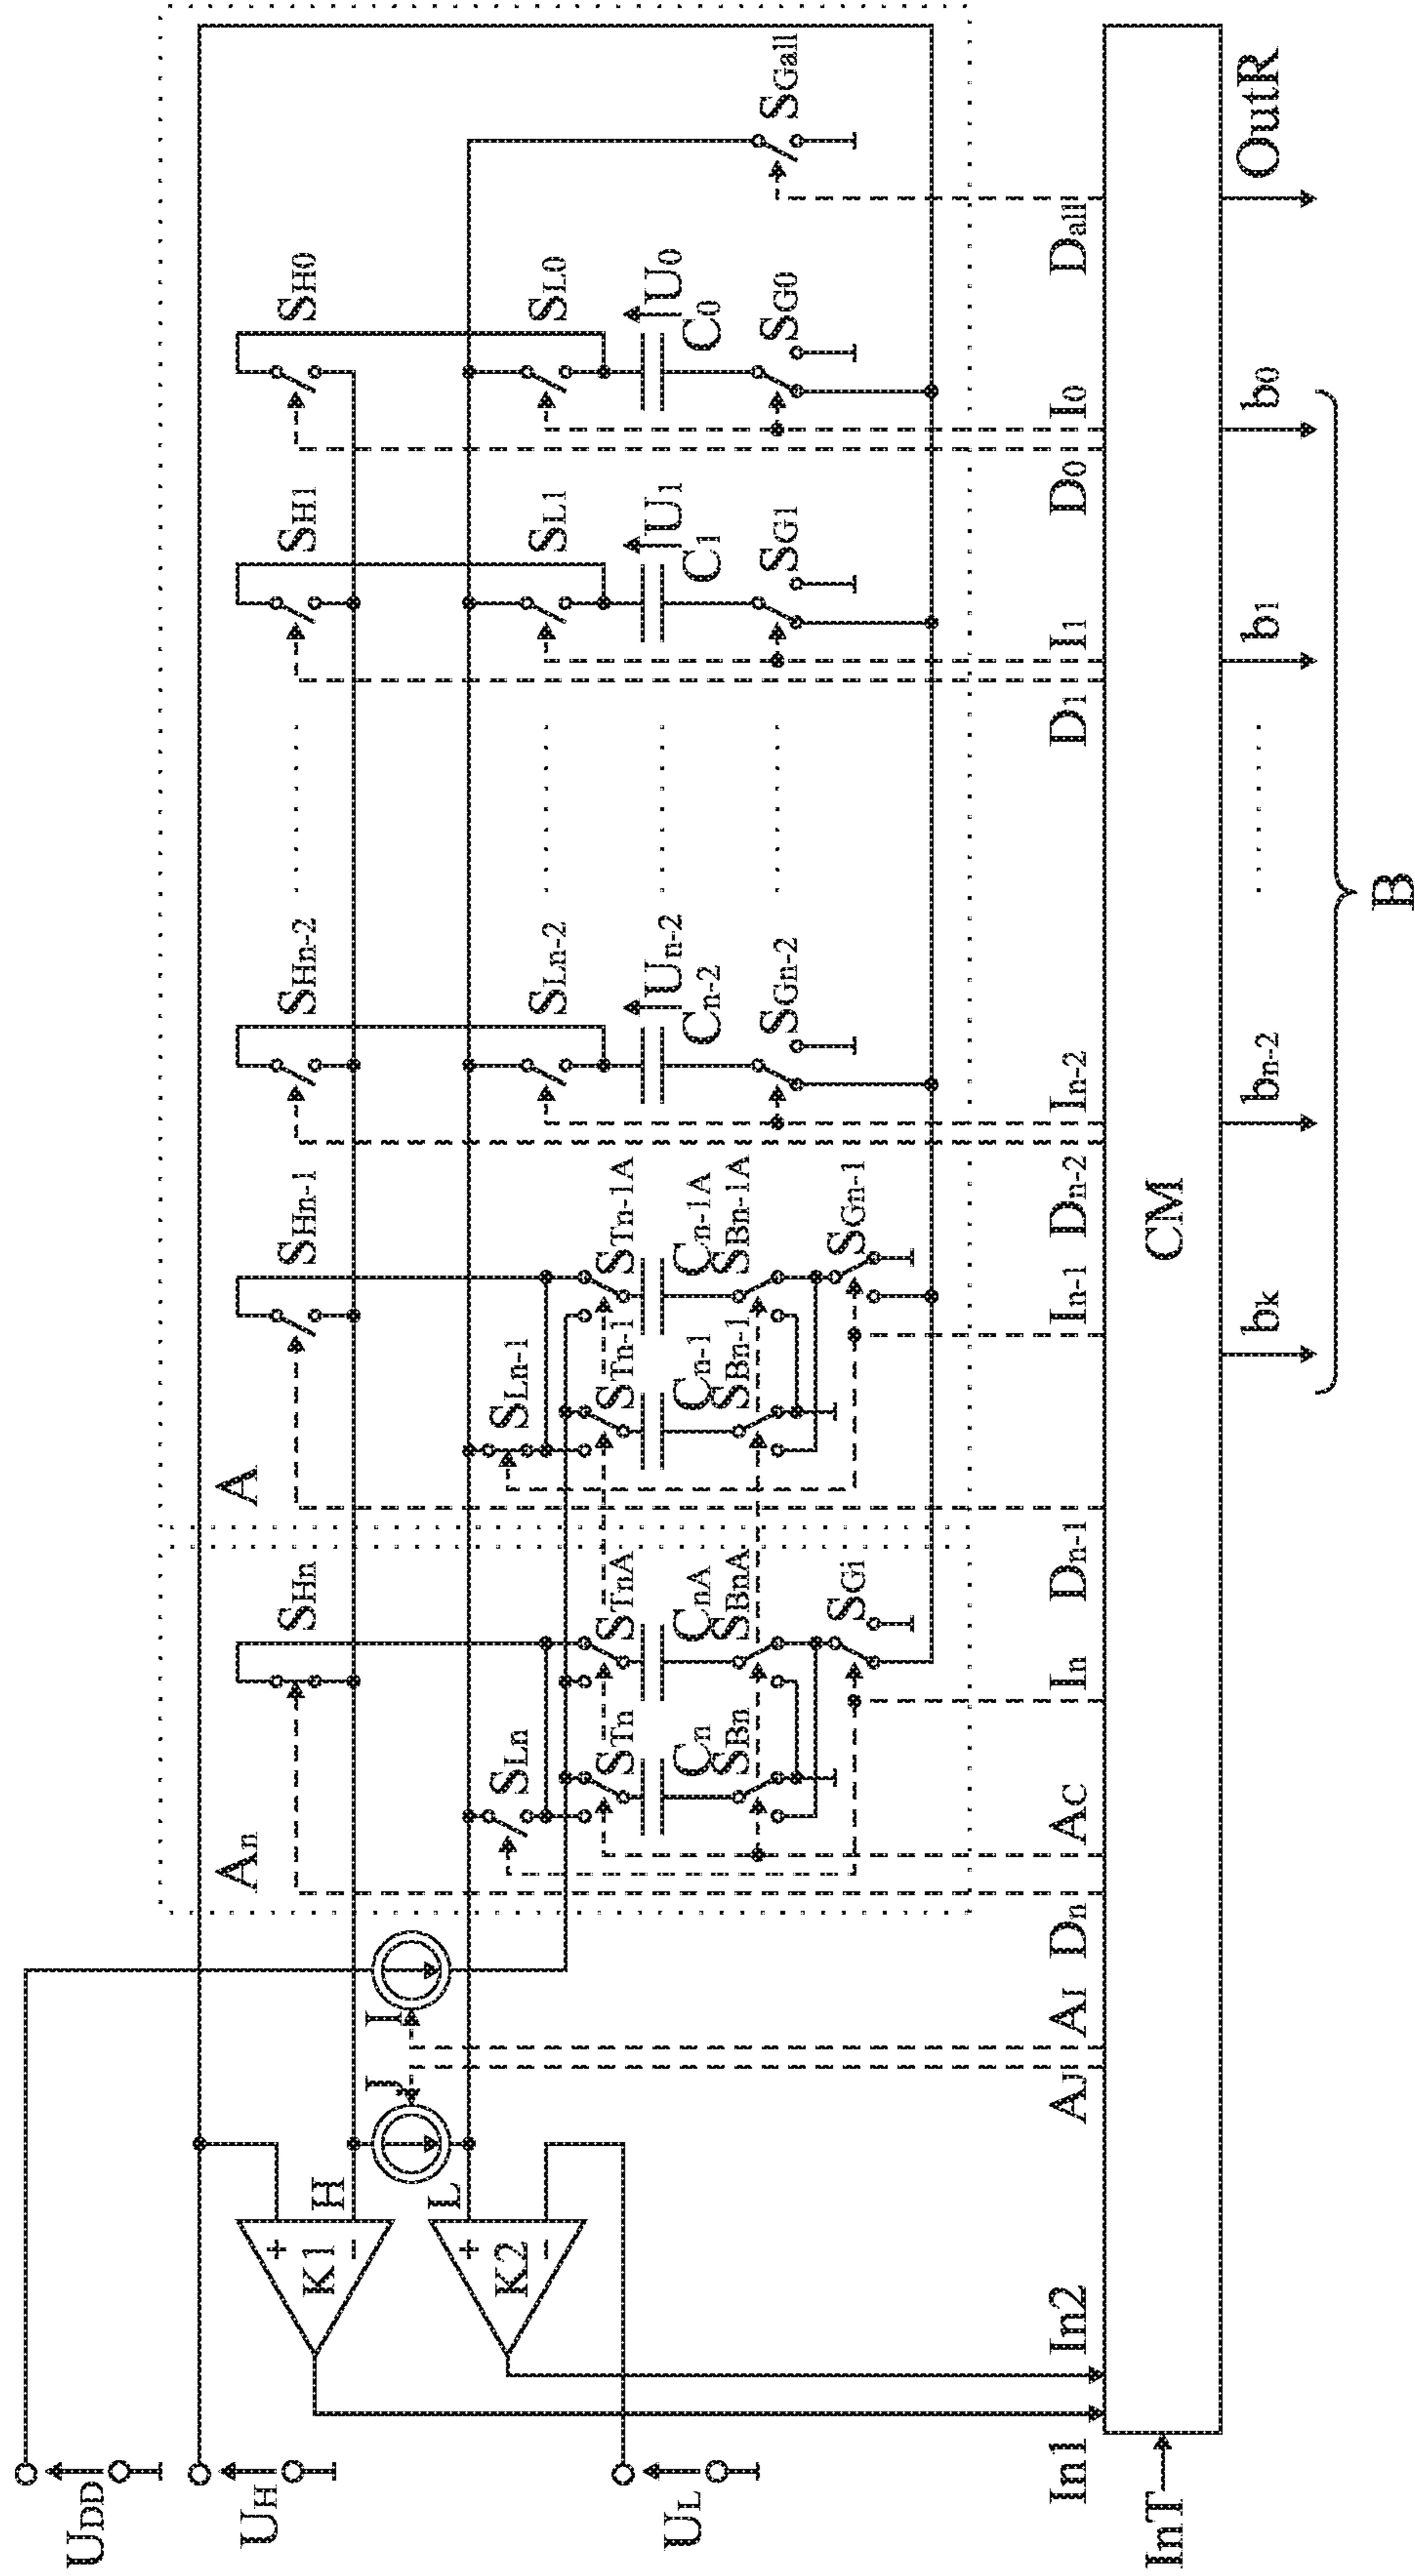 UDD
UH
UL
K1
+
−
H
K2
+
−
L
J
I
An
A
SHn
SHn-1
SHn-2
SH1
SH0
SLn
SLn-1
SLn-2
SL1
SL0
STn
STnA
STn-1
STn-1A
Un-2
U1
U0
Cn
CnA
Cn-1
Cn-1A
Cn-2
C1
C0
SBn
SBnA
SBn-1
SBn-1A
SGi
SGn-1
SGn-2
SG1
SG0
SGall
In1
In2
AJ
AI
Dn
AC
In
Dn-1
In-1
Dn-2
In-2
D1
I1
D0
I0
Dall
InT
CM
bk
bn-2
b1
b0
OutR
B